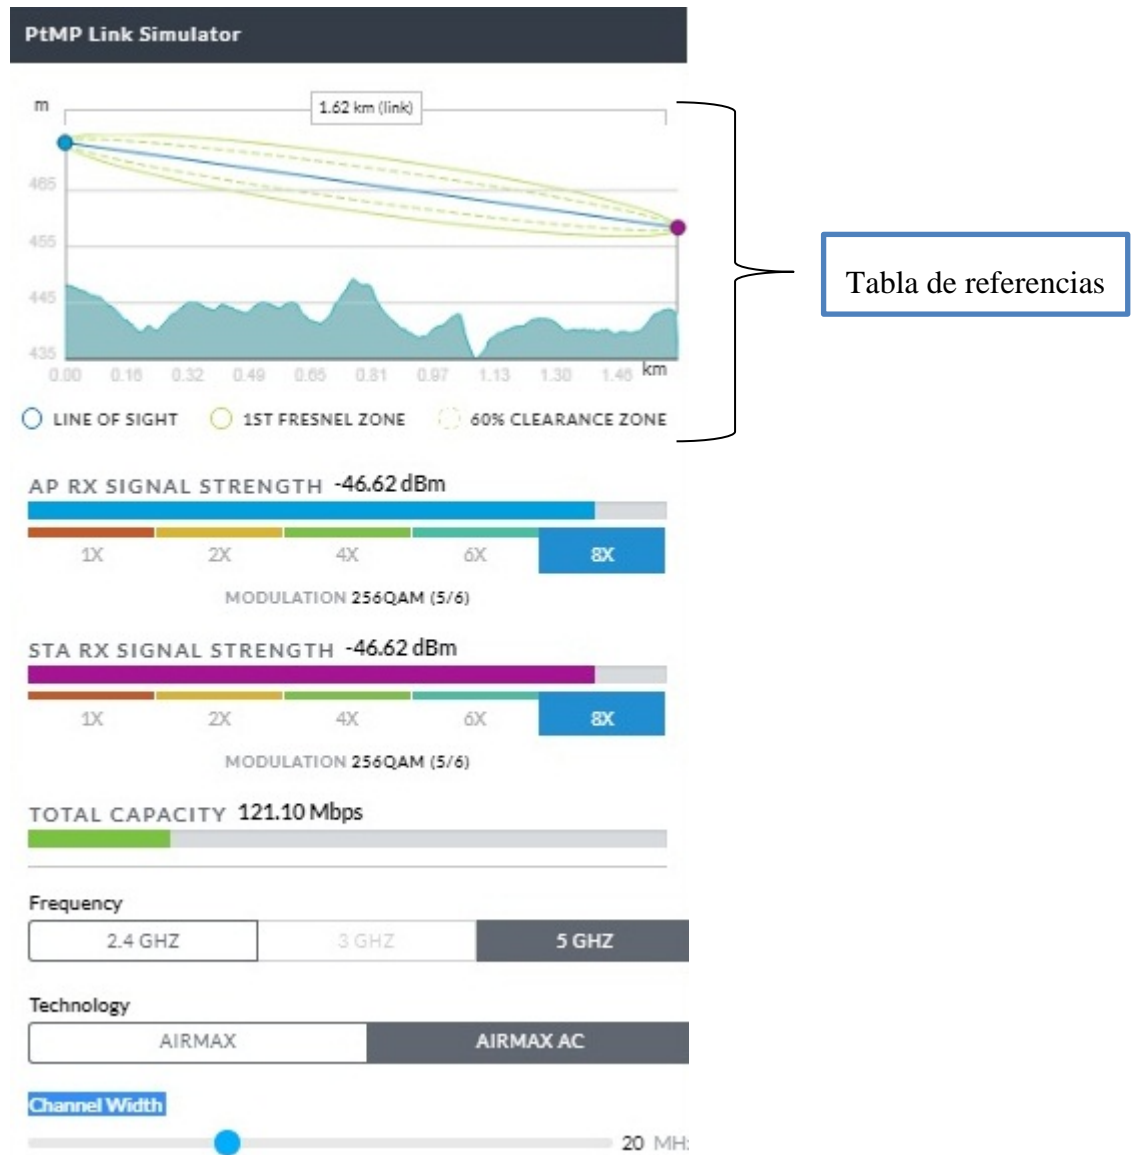 PtMP Link Simulator
m
1.62 km (link)
465
455
445
435
0.00 0.16 0.32 0.49 0.65 0.81 0.97 1.13 1.30 1.46 km
LINE OF SIGHT 1ST FRESNEL ZONE 60% CLEARANCE ZONE
Tabla de referencias
AP RX SIGNAL STRENGTH -46.62 dBm
1X 2X 4X 6X 8X
MODULATION 256QAM (5/6)
STA RX SIGNAL STRENGTH -46.62 dBm
1X 2X 4X 6X 8X
MODULATION 256QAM (5/6)
TOTAL CAPACITY 121.10 Mbps
Frequency
2.4 GHZ 3 GHZ 5 GHZ
Technology
AIRMAX AIRMAX AC
Channel Width
20 MH